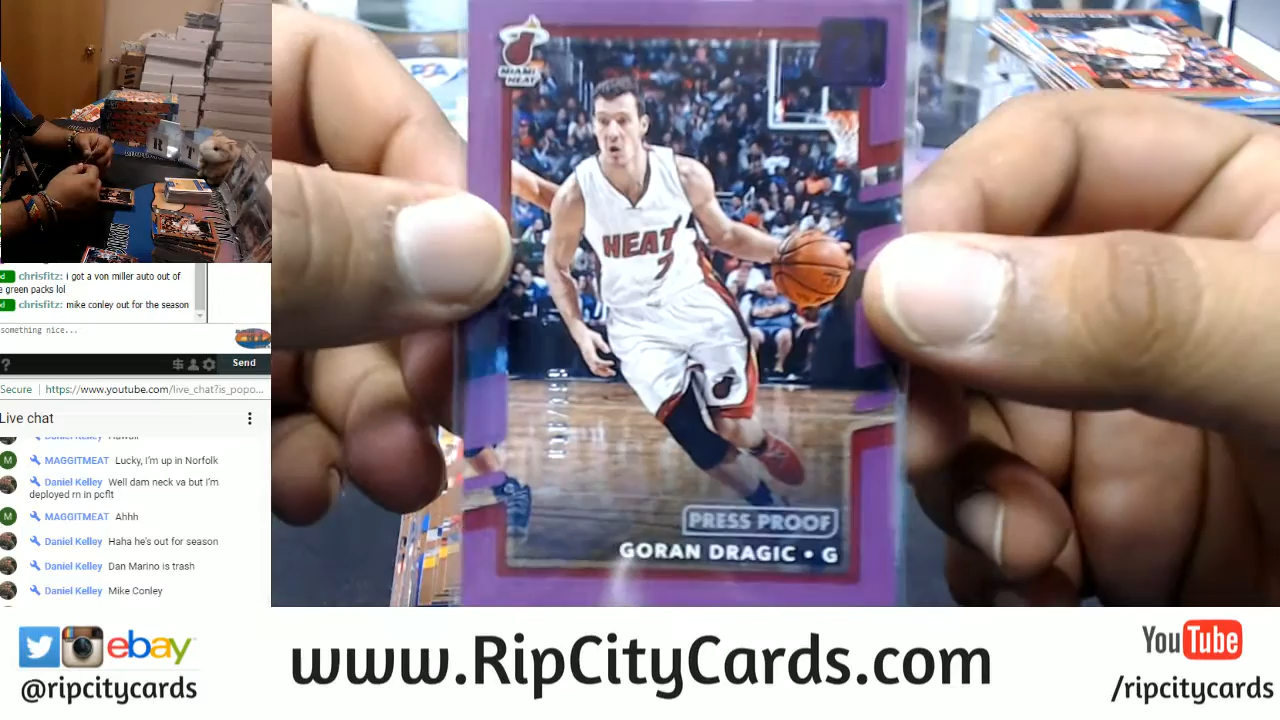 chrisfitz: i got a von miller auto out of
green packs lol
chrisfitz: mike conley out for the season
something nice...
?
Send
Secure | https://www.youtube.com/live_chat?is_popo...
Live chat
Daniel Kelley Hawaii
M MAGGITMEAT Lucky, I'm up in Norfolk
Daniel Kelley Well dam neck va but I'm
deployed rn in pcflt
M MAGGITMEAT Ahhh
Daniel Kelley Haha he's out for season
Daniel Kelley Dan Marino is trash
Daniel Kelley Mike Conley
MIAMI
HEAT
HEAT
7
PRESS PROOF
GORAN DRAGIC • G
ebay
@ripcitycards
www.RipCityCards.com
YouTube
/ripcitycards